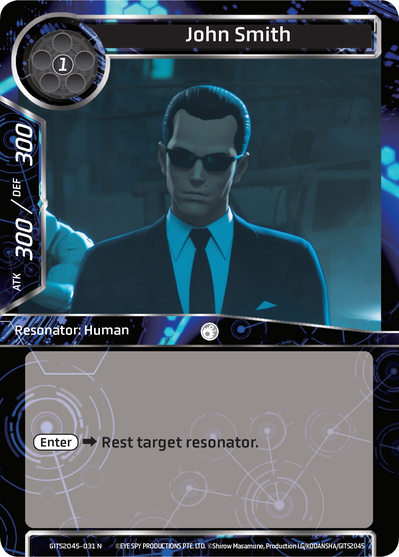 John Smith
1
ATK 300 / DEF 300
Resonator: Human
Enter ➡ Rest target resonator.
GITS2045-031 N ©EYE SPY PRODUCTIONS PTE. LTD. ©Shirow Masamune, Production I.G/KODANSHA/GITS2045